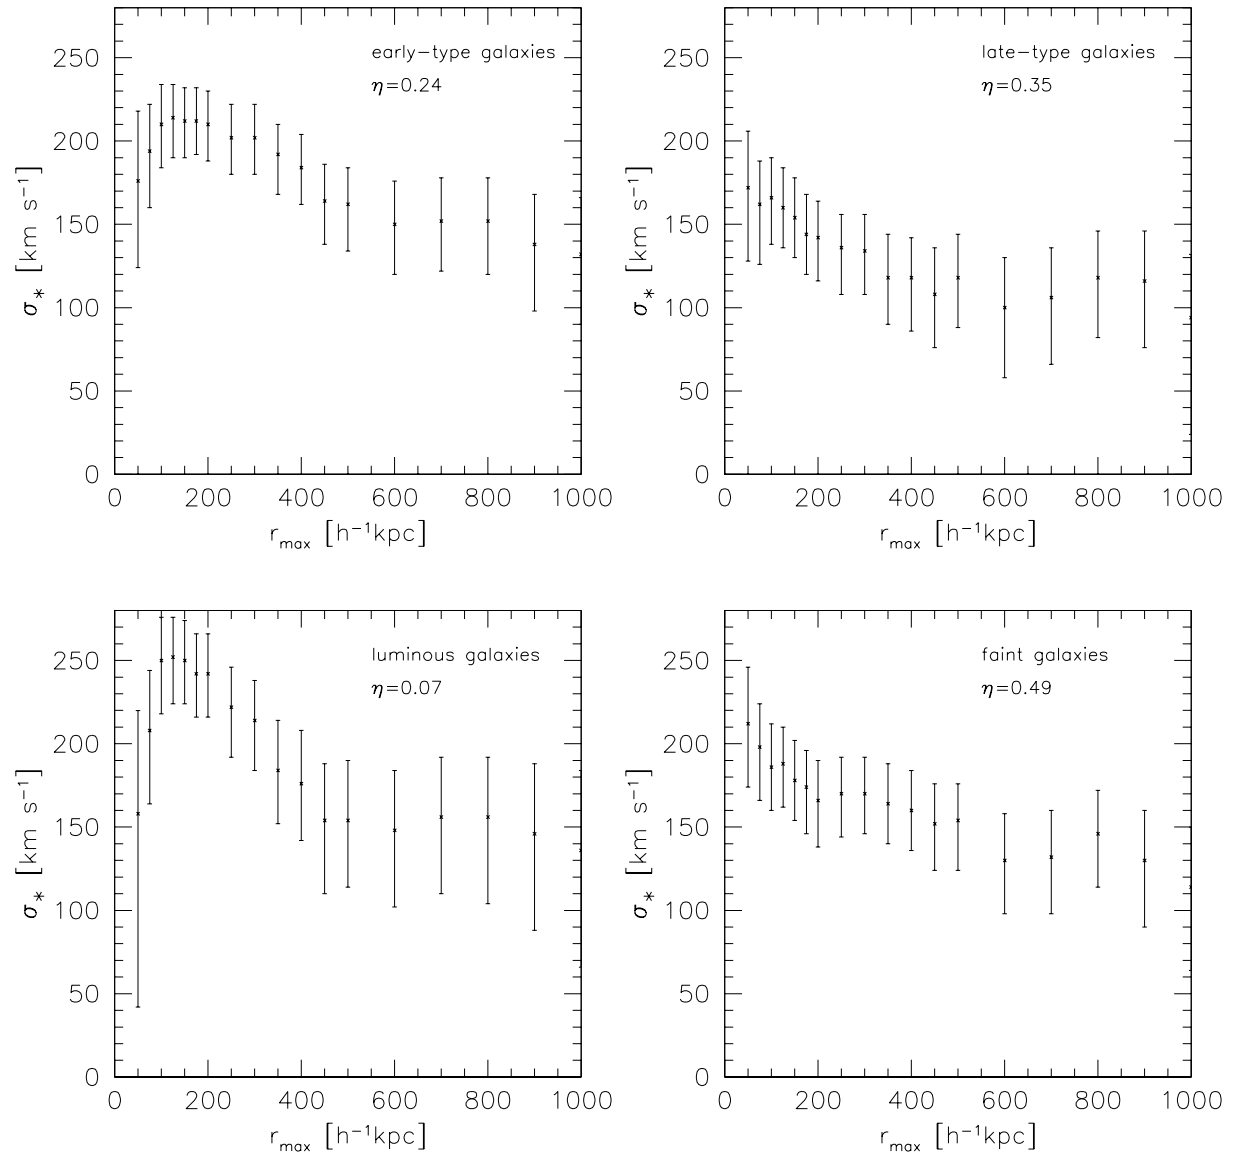 250
200
150
100
50
0
σ* [km s⁻¹]
early-type galaxies
η=0.24
0 200 400 600 800 1000
r_max [h⁻¹kpc]
250
200
150
100
50
0
σ* [km s⁻¹]
late-type galaxies
η=0.35
0 200 400 600 800 1000
r_max [h⁻¹kpc]
250
200
150
100
50
0
σ* [km s⁻¹]
luminous galaxies
η=0.07
0 200 400 600 800 1000
r_max [h⁻¹kpc]
250
200
150
100
50
0
σ* [km s⁻¹]
faint galaxies
η=0.49
0 200 400 600 800 1000
r_max [h⁻¹kpc]